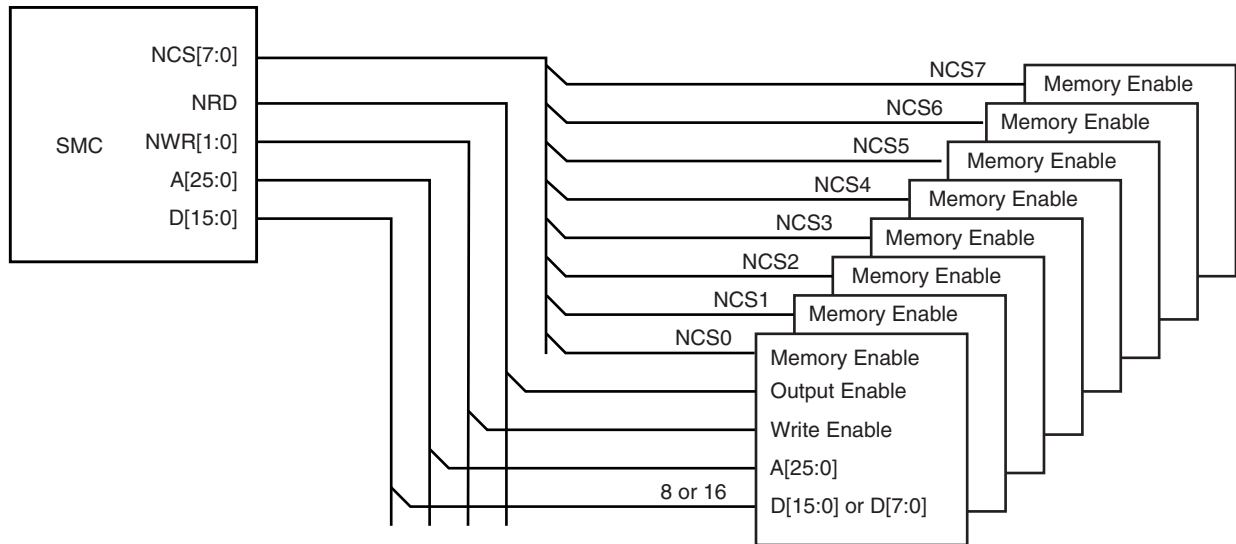 NCS[7:0]
NRD
SMC
NWR[1:0]
A[25:0]
D[15:0]
NCS7
Memory Enable
NCS6
Memory Enable
NCS5
Memory Enable
NCS4
Memory Enable
NCS3
Memory Enable
NCS2
Memory Enable
NCS1
Memory Enable
NCS0
Memory Enable
Output Enable
Write Enable
A[25:0]
8 or 16
D[15:0] or D[7:0]